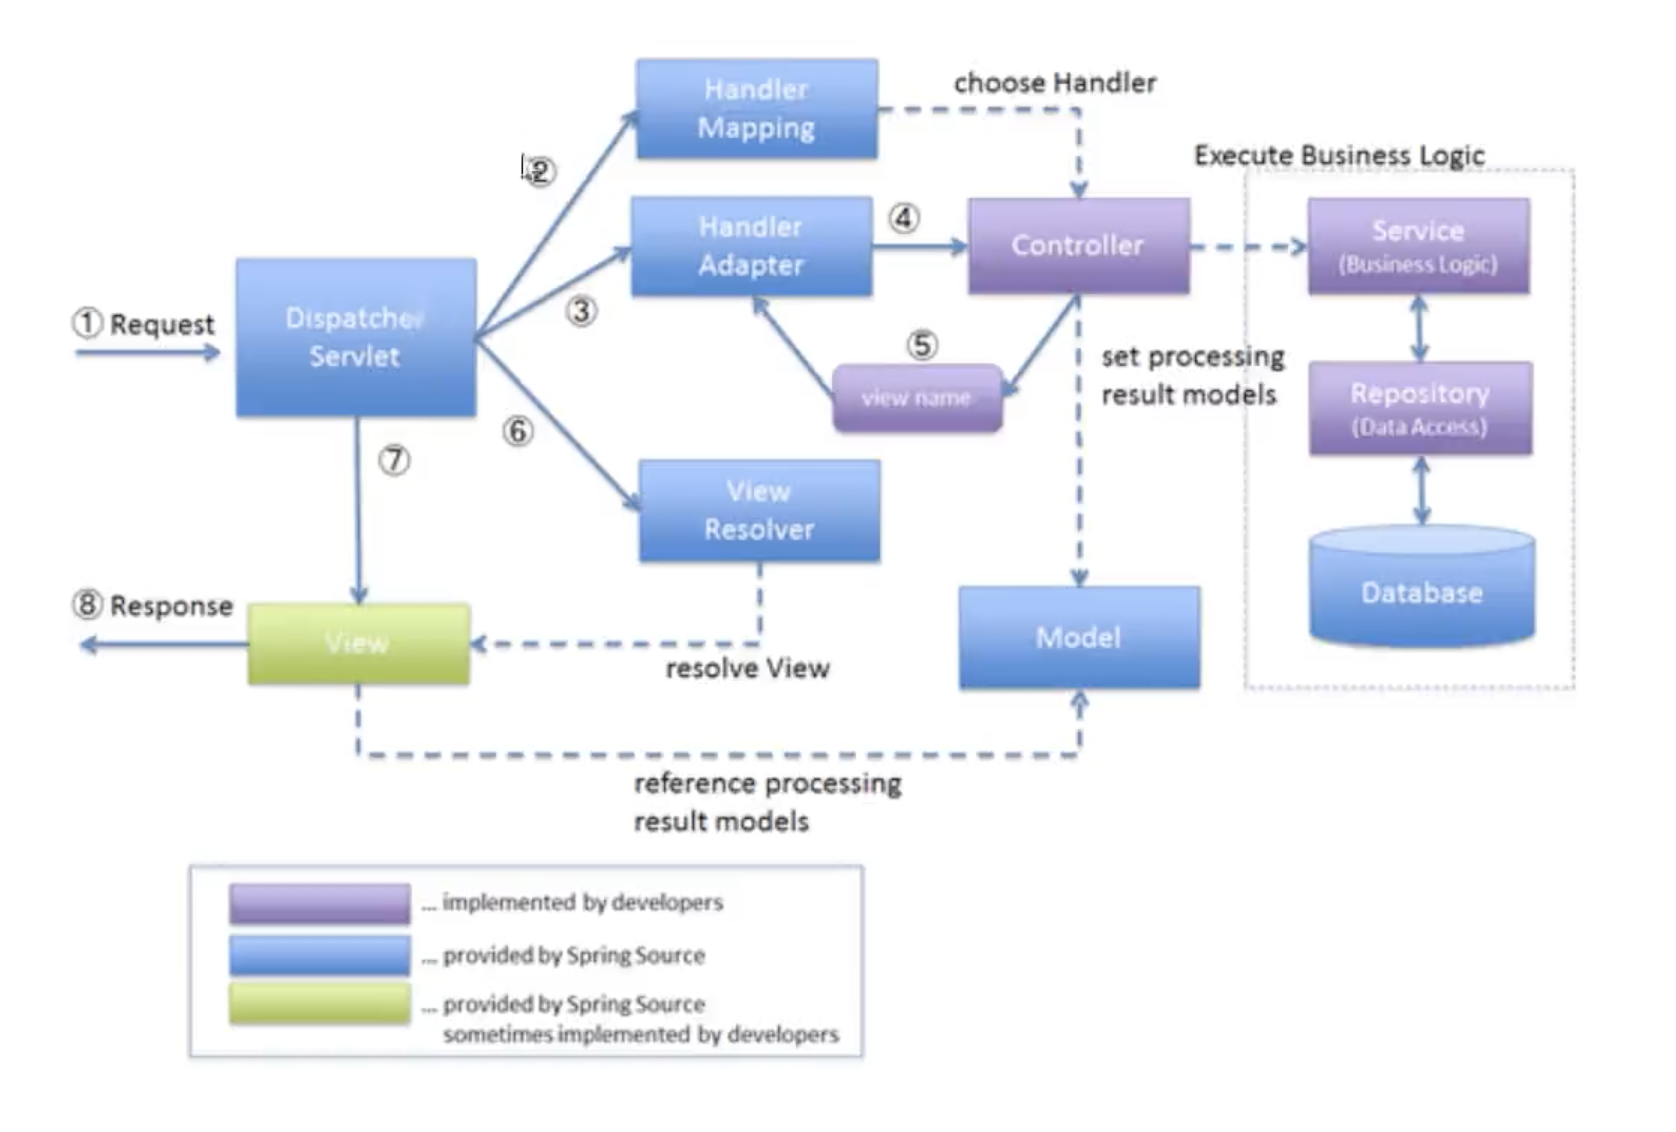 Handler
Mapping
choose Handler
②
Execute Business Logic
Handler
Adapter
④
Controller
Service
(Business Logic)
① Request
Dispatcher
Servlet
③
⑤
view name
set processing
result models
Repository
(Data Access)
⑥
⑦
View
Resolver
Database
⑧ Response
View
resolve View
Model
reference processing
result models
... implemented by developers
... provided by Spring Source
... provided by Spring Source
sometimes implemented by developers